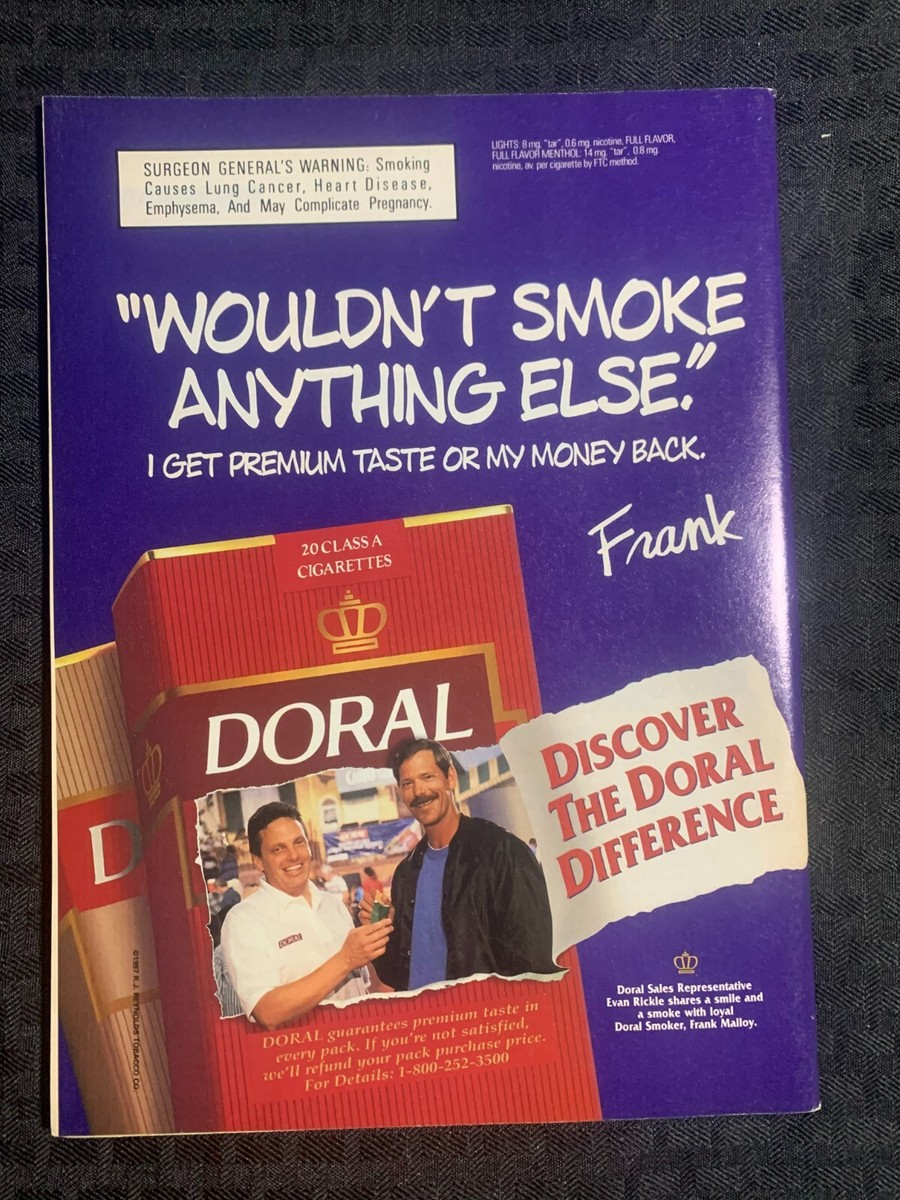 SURGEON GENERAL'S WARNING: Smoking
Causes Lung Cancer, Heart Disease,
Emphysema, And May Complicate Pregnancy.
LIGHTS: 8 mg. "tar", 0.6 mg. nicotine, FULL FLAVOR,
FULL FLAVOR MENTHOL: 14 mg. "tar", 0.8 mg.
nicotine, av. per cigarette by FTC method.
"WOULDN'T SMOKE
ANYTHING ELSE."
I GET PREMIUM TASTE OR MY MONEY BACK.
Frank
20 CLASS A
CIGARETTES
DORAL
D
DISCOVER
THE DORAL
DIFFERENCE
DORAL
DORAL guarantees premium taste in
every pack. If you're not satisfied,
we'll refund your pack purchase price.
For Details: 1-800-252-3500
Doral Sales Representative
Evan Rickle shares a smile and
a smoke with loyal
Doral Smoker, Frank Malloy.
©1997 R.J. REYNOLDS TOBACCO CO.